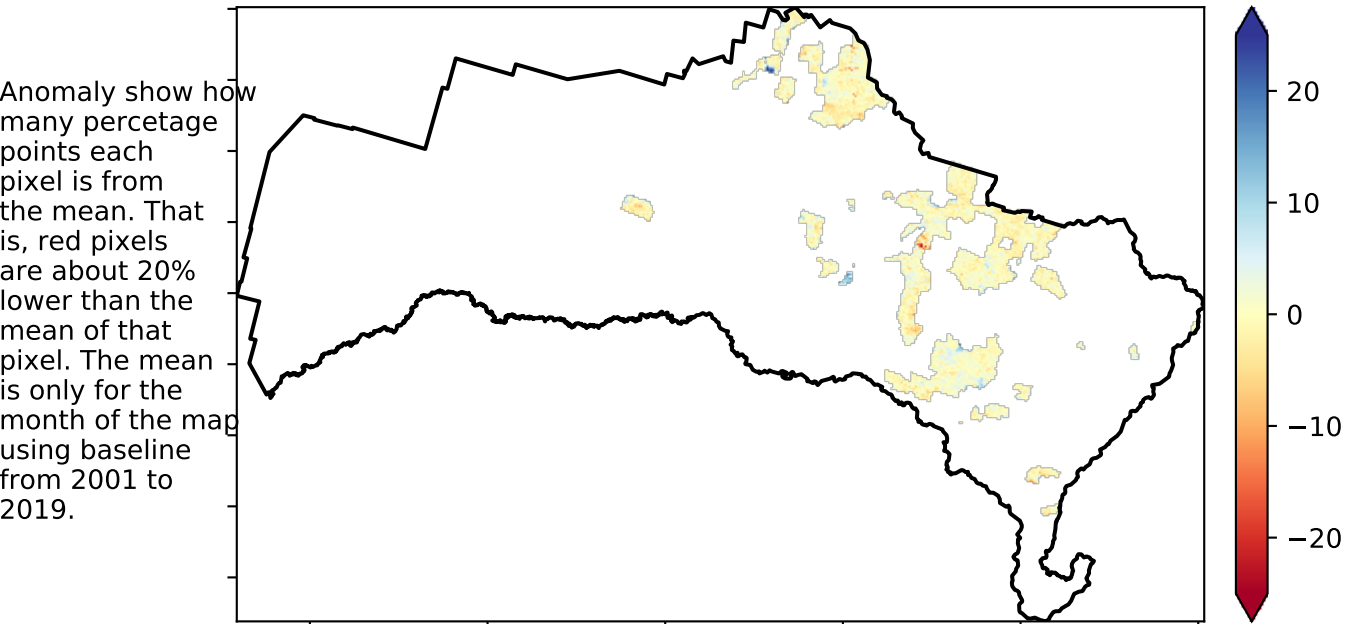 Anomaly show how
many percetage
points each
pixel is from
the mean. That
is, red pixels
are about 20%
lower than the
mean of that
pixel. The mean
is only for the
month of the map
using baseline
from 2001 to
2019.
20
10
0
−10
−20